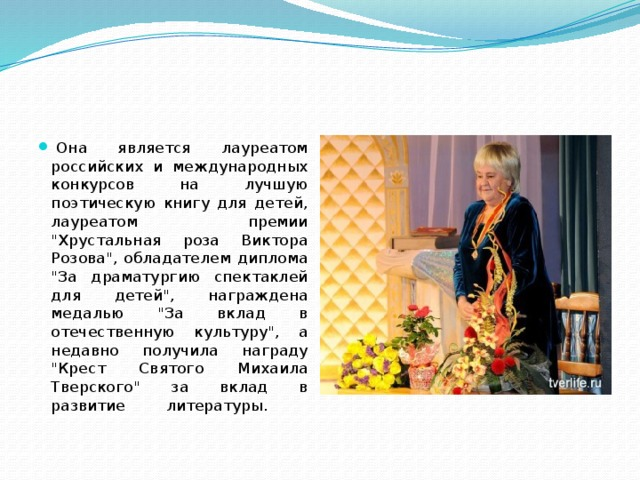 Она является лауреатом
российских и международных
конкурсов на лучшую
поэтическую книгу для детей,
лауреатом премии
"Хрустальная роза Виктора
Розова", обладателем диплома
"За драматургию спектаклей
для детей", награждена
медалью "За вклад в
отечественную культуру", а
недавно получила награду
"Крест Святого Михаила
Тверского" за вклад в
развитие литературы.
tverlife.ru